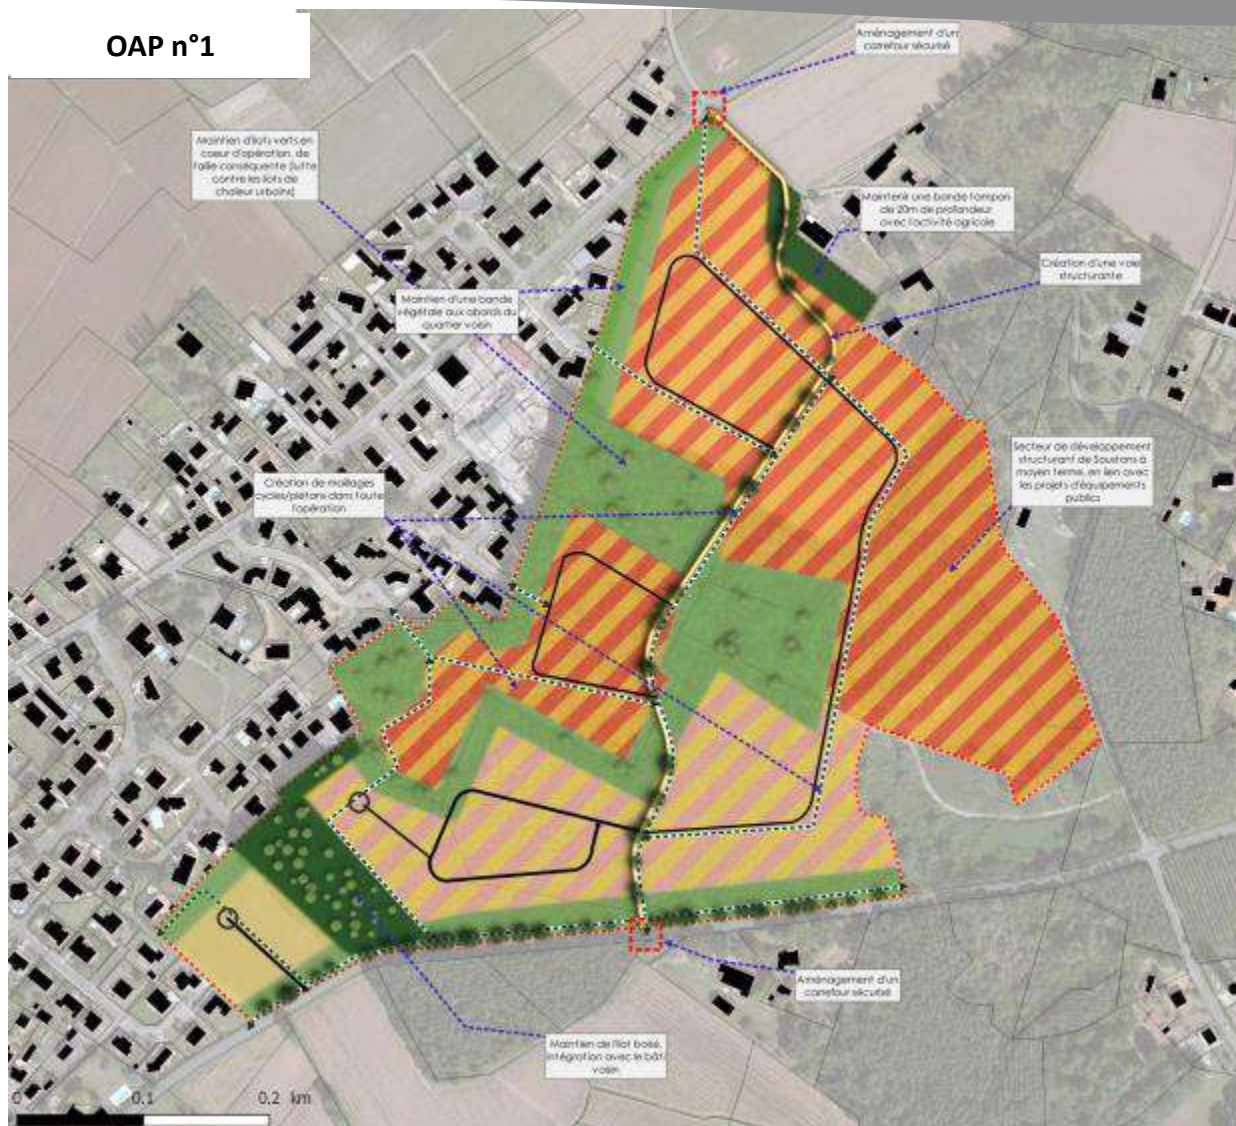 OAP n°1
Aménagement d'un
carrefour sécurisé
Maintien d'îlots verts en
coeur d'opération, de
taille conséquente (lutte
contre les îlots de
chaleur urbains)
Maintenir une bande tampon
de 20m de profondeur
avec l'activité agricole
Création d'une voie
structurante
Maintien d'une bande
végétale aux abords du
quartier voisin
Secteur de développement
structurant de Soustons à
moyen terme, en lien avec
les projets d'équipements
publics
Création de maillages
cycles/piétons dans toute
l'opération
Aménagement d'un
carrefour sécurisé
Maintien de l'îlot boisé,
intégration avec le bâti
voisin
0 0.1 0.2 km